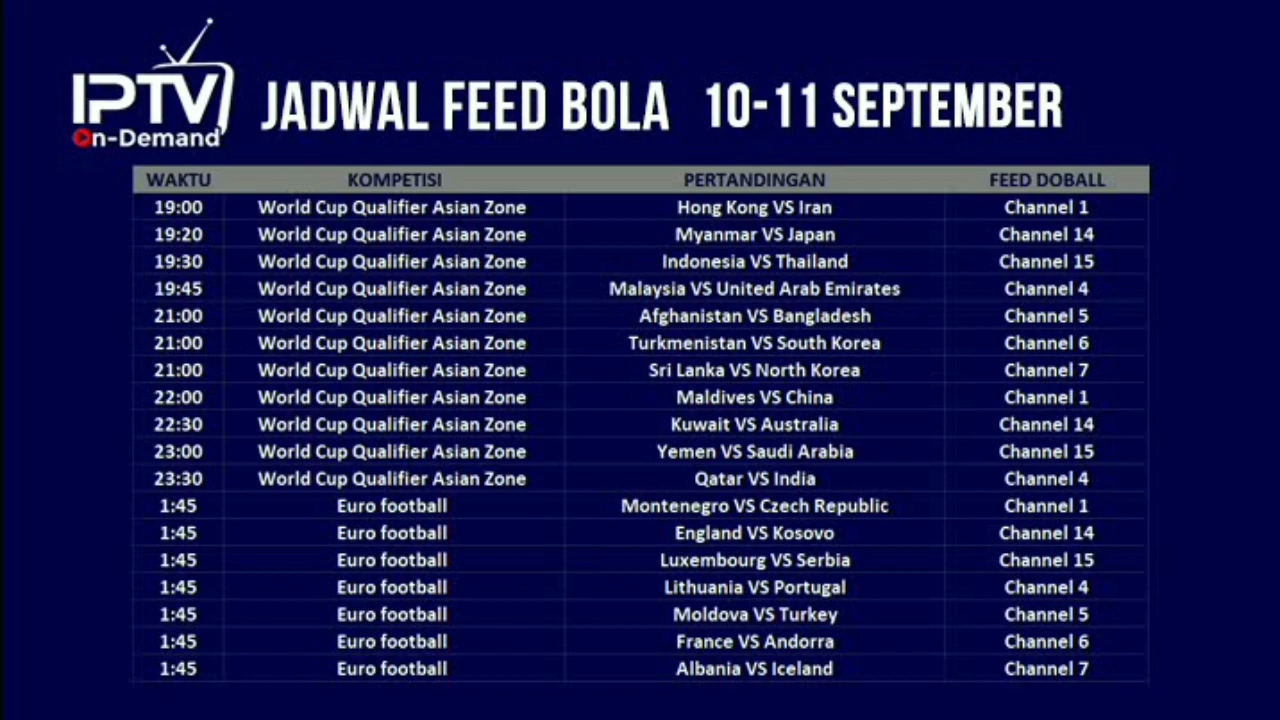 IPTV
On-Demand
JADWAL FEED BOLA 10-11 SEPTEMBER
WAKTU KOMPETISI PERTANDINGAN FEED DOBALL
19:00 World Cup Qualifier Asian Zone Hong Kong VS Iran Channel 1
19:20 World Cup Qualifier Asian Zone Myanmar VS Japan Channel 14
19:30 World Cup Qualifier Asian Zone Indonesia VS Thailand Channel 15
19:45 World Cup Qualifier Asian Zone Malaysia VS United Arab Emirates Channel 4
21:00 World Cup Qualifier Asian Zone Afghanistan VS Bangladesh Channel 5
21:00 World Cup Qualifier Asian Zone Turkmenistan VS South Korea Channel 6
21:00 World Cup Qualifier Asian Zone Sri Lanka VS North Korea Channel 7
22:00 World Cup Qualifier Asian Zone Maldives VS China Channel 1
22:30 World Cup Qualifier Asian Zone Kuwait VS Australia Channel 14
23:00 World Cup Qualifier Asian Zone Yemen VS Saudi Arabia Channel 15
23:30 World Cup Qualifier Asian Zone Qatar VS India Channel 4
1:45 Euro football Montenegro VS Czech Republic Channel 1
1:45 Euro football England VS Kosovo Channel 14
1:45 Euro football Luxembourg VS Serbia Channel 15
1:45 Euro football Lithuania VS Portugal Channel 4
1:45 Euro football Moldova VS Turkey Channel 5
1:45 Euro football France VS Andorra Channel 6
1:45 Euro football Albania VS Iceland Channel 7